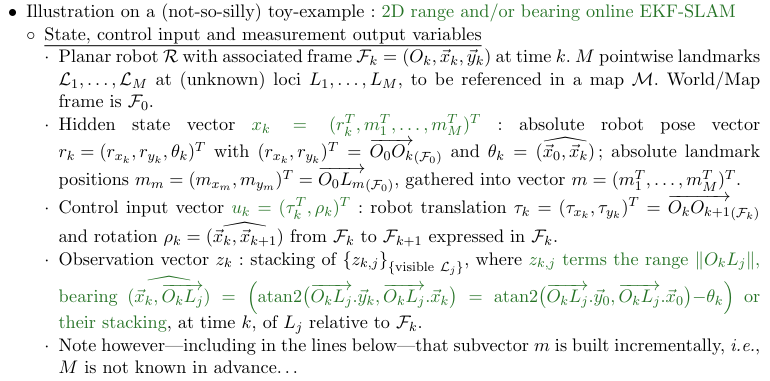 • Illustration on a (not-so-silly) toy-example : 2D range and/or bearing online EKF-SLAM
◦ State, control input and measurement output variables
· Planar robot $\mathcal{R}$ with associated frame $\mathcal{F}_k = (O_k, \vec{x}_k, \vec{y}_k)$ at time $k$. $M$ pointwise landmarks
$\mathcal{L}_1, \ldots, \mathcal{L}_M$ at (unknown) loci $L_1, \ldots, L_M$, to be referenced in a map $\mathcal{M}$. World/Map
frame is $\mathcal{F}_0$.
· Hidden state vector $x_k = (r_k^T, m_1^T, \ldots, m_M^T)^T$ : absolute robot pose vector
$r_k = (r_{x_k}, r_{y_k}, \theta_k)^T$ with $(r_{x_k}, r_{y_k})^T = \overrightarrow{O_0O_k}_{(\mathcal{F}_0)}$ and $\theta_k = (\widehat{\vec{x}_0, \vec{x}_k})$ ; absolute landmark
positions $m_m = (m_{x_m}, m_{y_m})^T = \overrightarrow{O_0L_m}_{(\mathcal{F}_0)}$, gathered into vector $m = (m_1^T, \ldots, m_M^T)^T$.
· Control input vector $u_k = (\tau_k^T, \rho_k)^T$ : robot translation $\tau_k = (\tau_{x_k}, \tau_{y_k})^T = \overrightarrow{O_kO_{k+1}}_{(\mathcal{F}_k)}$
and rotation $\rho_k = (\widehat{\vec{x}_k, \vec{x}_{k+1}})$ from $\mathcal{F}_k$ to $\mathcal{F}_{k+1}$ expressed in $\mathcal{F}_k$.
· Observation vector $z_k$ : stacking of $\{z_{k,j}\}_{\{\text{visible } \mathcal{L}_j\}}$, where $z_{k,j}$ terms the range $\|O_kL_j\|$,
bearing $(\widehat{\vec{x}_k, \overrightarrow{O_kL_j}}) = \left(\text{atan2}(\overrightarrow{O_kL_j}.\vec{y}_k, \overrightarrow{O_kL_j}.\vec{x}_k) = \text{atan2}(\overrightarrow{O_kL_j}.\vec{y}_0, \overrightarrow{O_kL_j}.\vec{x}_0) - \theta_k\right)$ or
their stacking, at time $k$, of $L_j$ relative to $\mathcal{F}_k$.
· Note however—including in the lines below—that subvector $m$ is built incrementally, i.e.,
$M$ is not known in advance…